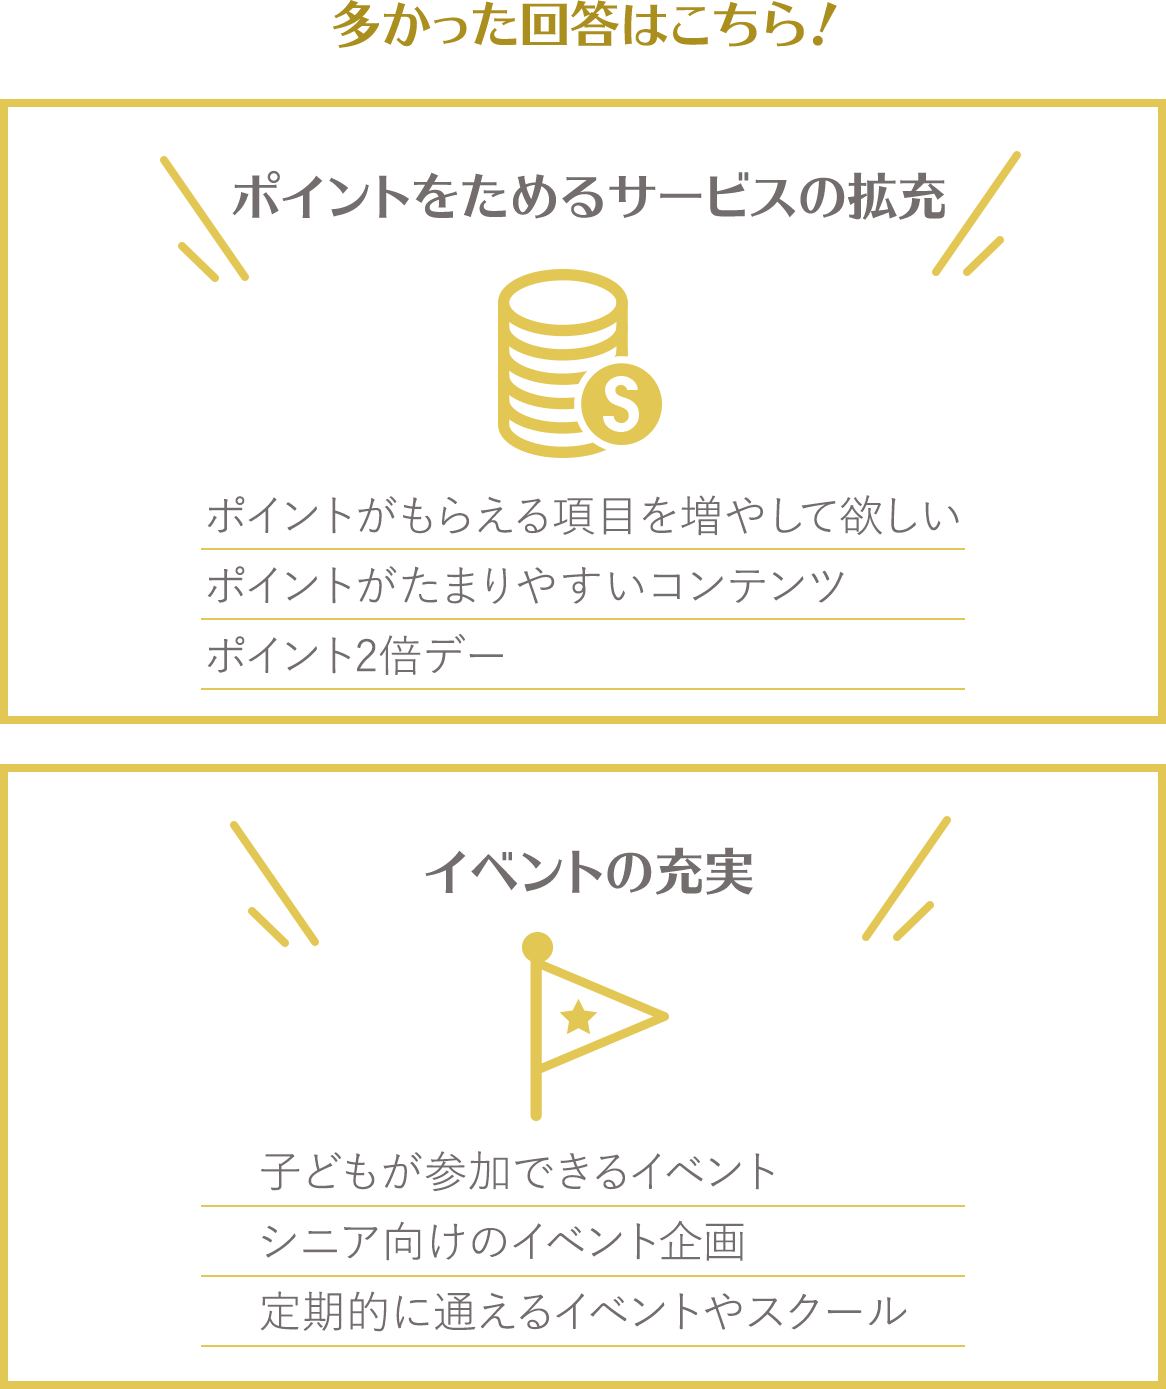 多かった回答はこちら!
ポイントをためるサービスの拡充
S
ポイントがもらえる項目を増やして欲しい
ポイントがたまりやすいコンテンツ
ポイント2倍デー
イベントの充実
子どもが参加できるイベント
シニア向けのイベント企画
定期的に通えるイベントやスクール